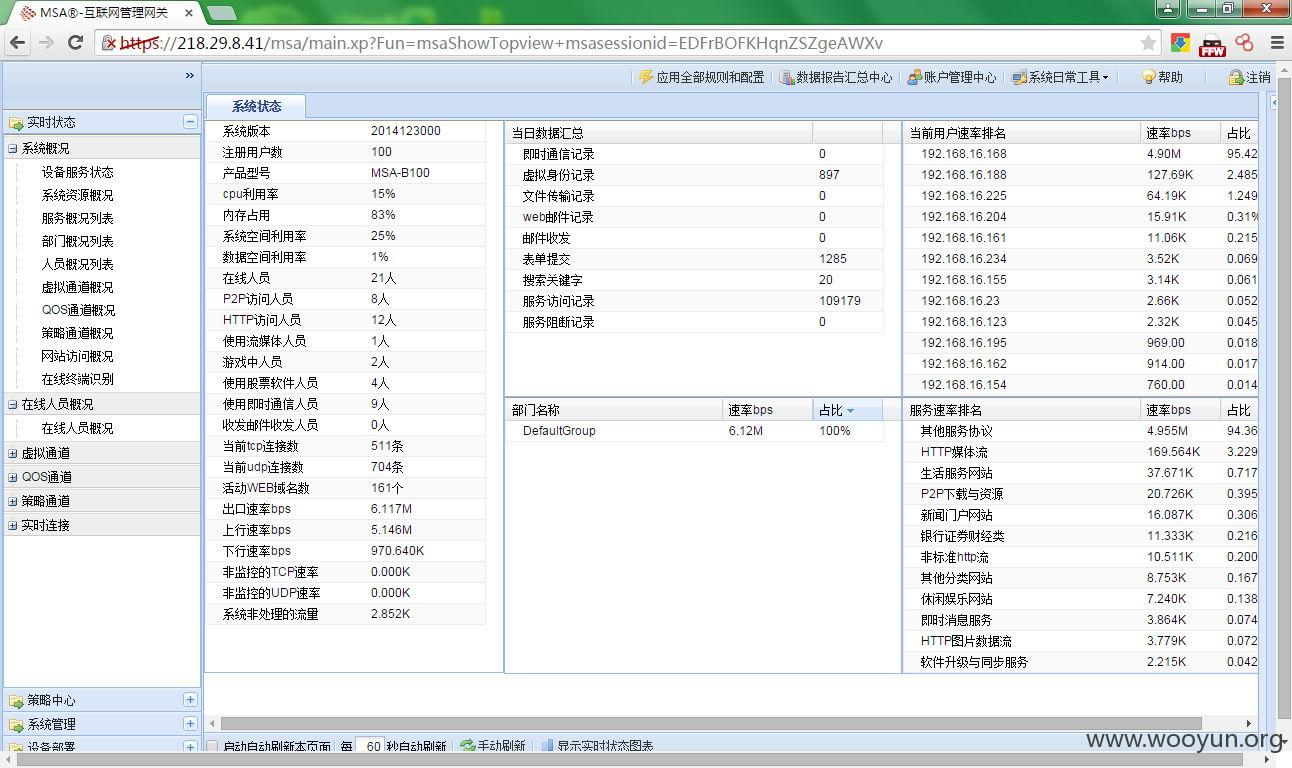 MSA®-互联网管理网关
https://218.29.8.41/msa/main.xp?Fun=msaShowTopview+msasessionid=EDFrBOFKHqnZSZgeAWXv
FFW
»
应用全部规则和配置 数据报告汇总中心 账户管理中心 系统日常工具 帮助 注销
实时状态
系统概况
设备服务状态
系统资源概况
服务概况列表
部门概况列表
人员概况列表
虚拟通道概况
QOS通道概况
策略通道概况
网站访问概况
在线终端识别
在线人员概况
在线人员概况
虚拟通道
QOS通道
策略通道
实时连接
策略中心
系统管理
设备部署
系统状态
系统版本 2014123000
注册用户数 100
产品型号 MSA-B100
cpu利用率 15%
内存占用 83%
系统空间利用率 25%
数据空间利用率 1%
在线人员 21人
P2P访问人员 8人
HTTP访问人员 12人
使用流媒体人员 1人
游戏中人员 2人
使用股票软件人员 4人
使用即时通信人员 9人
收发邮件收发人员 0人
当前tcp连接数 511条
当前udp连接数 704条
活动WEB域名数 161个
出口速率bps 6.117M
上行速率bps 5.146M
下行速率bps 970.640K
非监控的TCP速率 0.000K
非监控的UDP速率 0.000K
系统非处理的流量 2.852K
当日数据汇总
即时通信记录 0
虚拟身份记录 897
文件传输记录 0
web邮件记录 0
邮件收发 0
表单提交 1285
搜索关键字 20
服务访问记录 109179
服务阻断记录 0
部门名称 速率bps 占比
DefaultGroup 6.12M 100%
当前用户速率排名 速率bps 占比
192.168.16.168 4.90M 95.42
192.168.16.188 127.69K 2.485
192.168.16.225 64.19K 1.249
192.168.16.204 15.91K 0.31%
192.168.16.161 11.06K 0.215
192.168.16.234 3.52K 0.069
192.168.16.155 3.14K 0.061
192.168.16.23 2.66K 0.052
192.168.16.123 2.32K 0.045
192.168.16.195 969.00 0.018
192.168.16.162 914.00 0.017
192.168.16.154 760.00 0.014
服务速率排名 速率bps 占比
其他服务协议 4.955M 94.36
HTTP媒体流 169.564K 3.229
生活服务网站 37.671K 0.717
P2P下载与资源 20.726K 0.395
新闻门户网站 16.087K 0.306
银行证券财经类 11.333K 0.216
非标准http流 10.511K 0.200
其他分类网站 8.753K 0.167
休闲娱乐网站 7.240K 0.138
即时消息服务 3.864K 0.074
HTTP图片数据流 3.779K 0.072
软件升级与同步服务 2.215K 0.042
启动自动刷新本页面 每 60 秒自动刷新 手动刷新 显示实时状态图表
www.wooyun.org